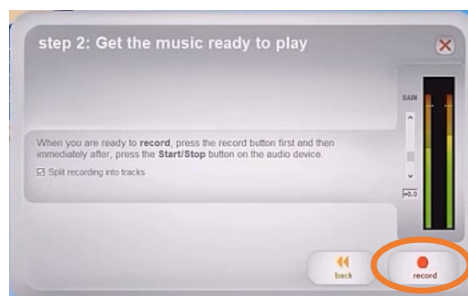 step 2: Get the music ready to play
GAIN
When you are ready to record, press the record button first and then
immediately after, press the Start/Stop button on the audio device.
Split recording into tracks
+0.0
back
record